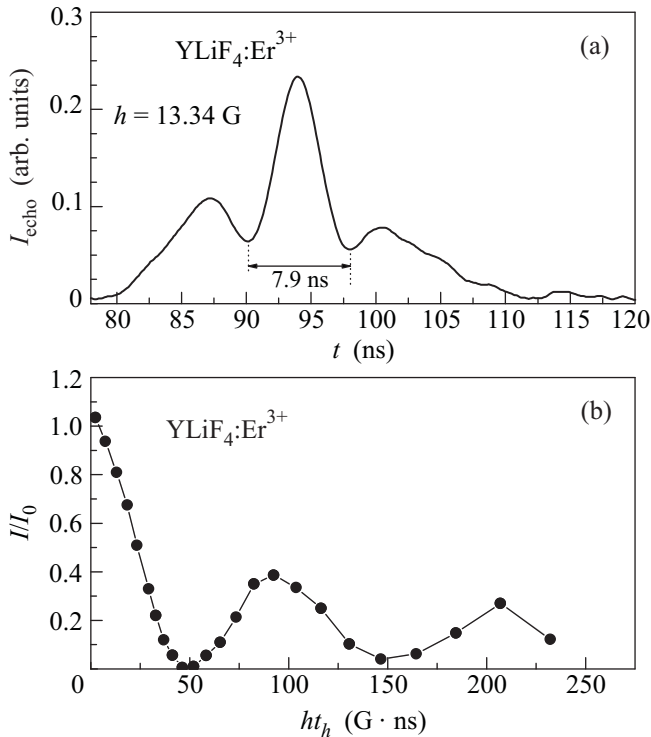 0.3
(a)
YLiF₄:Er³⁺
0.2
h = 13.34 G
I_echo (arb. units)
0.1
7.9 ns
0
80 85 90 95 100 105 110 115 120
t (ns)
1.2
(b)
YLiF₄:Er³⁺
1.0
0.8
I/I₀
0.6
0.4
0.2
0 50 100 150 200 250
ht_h (G · ns)